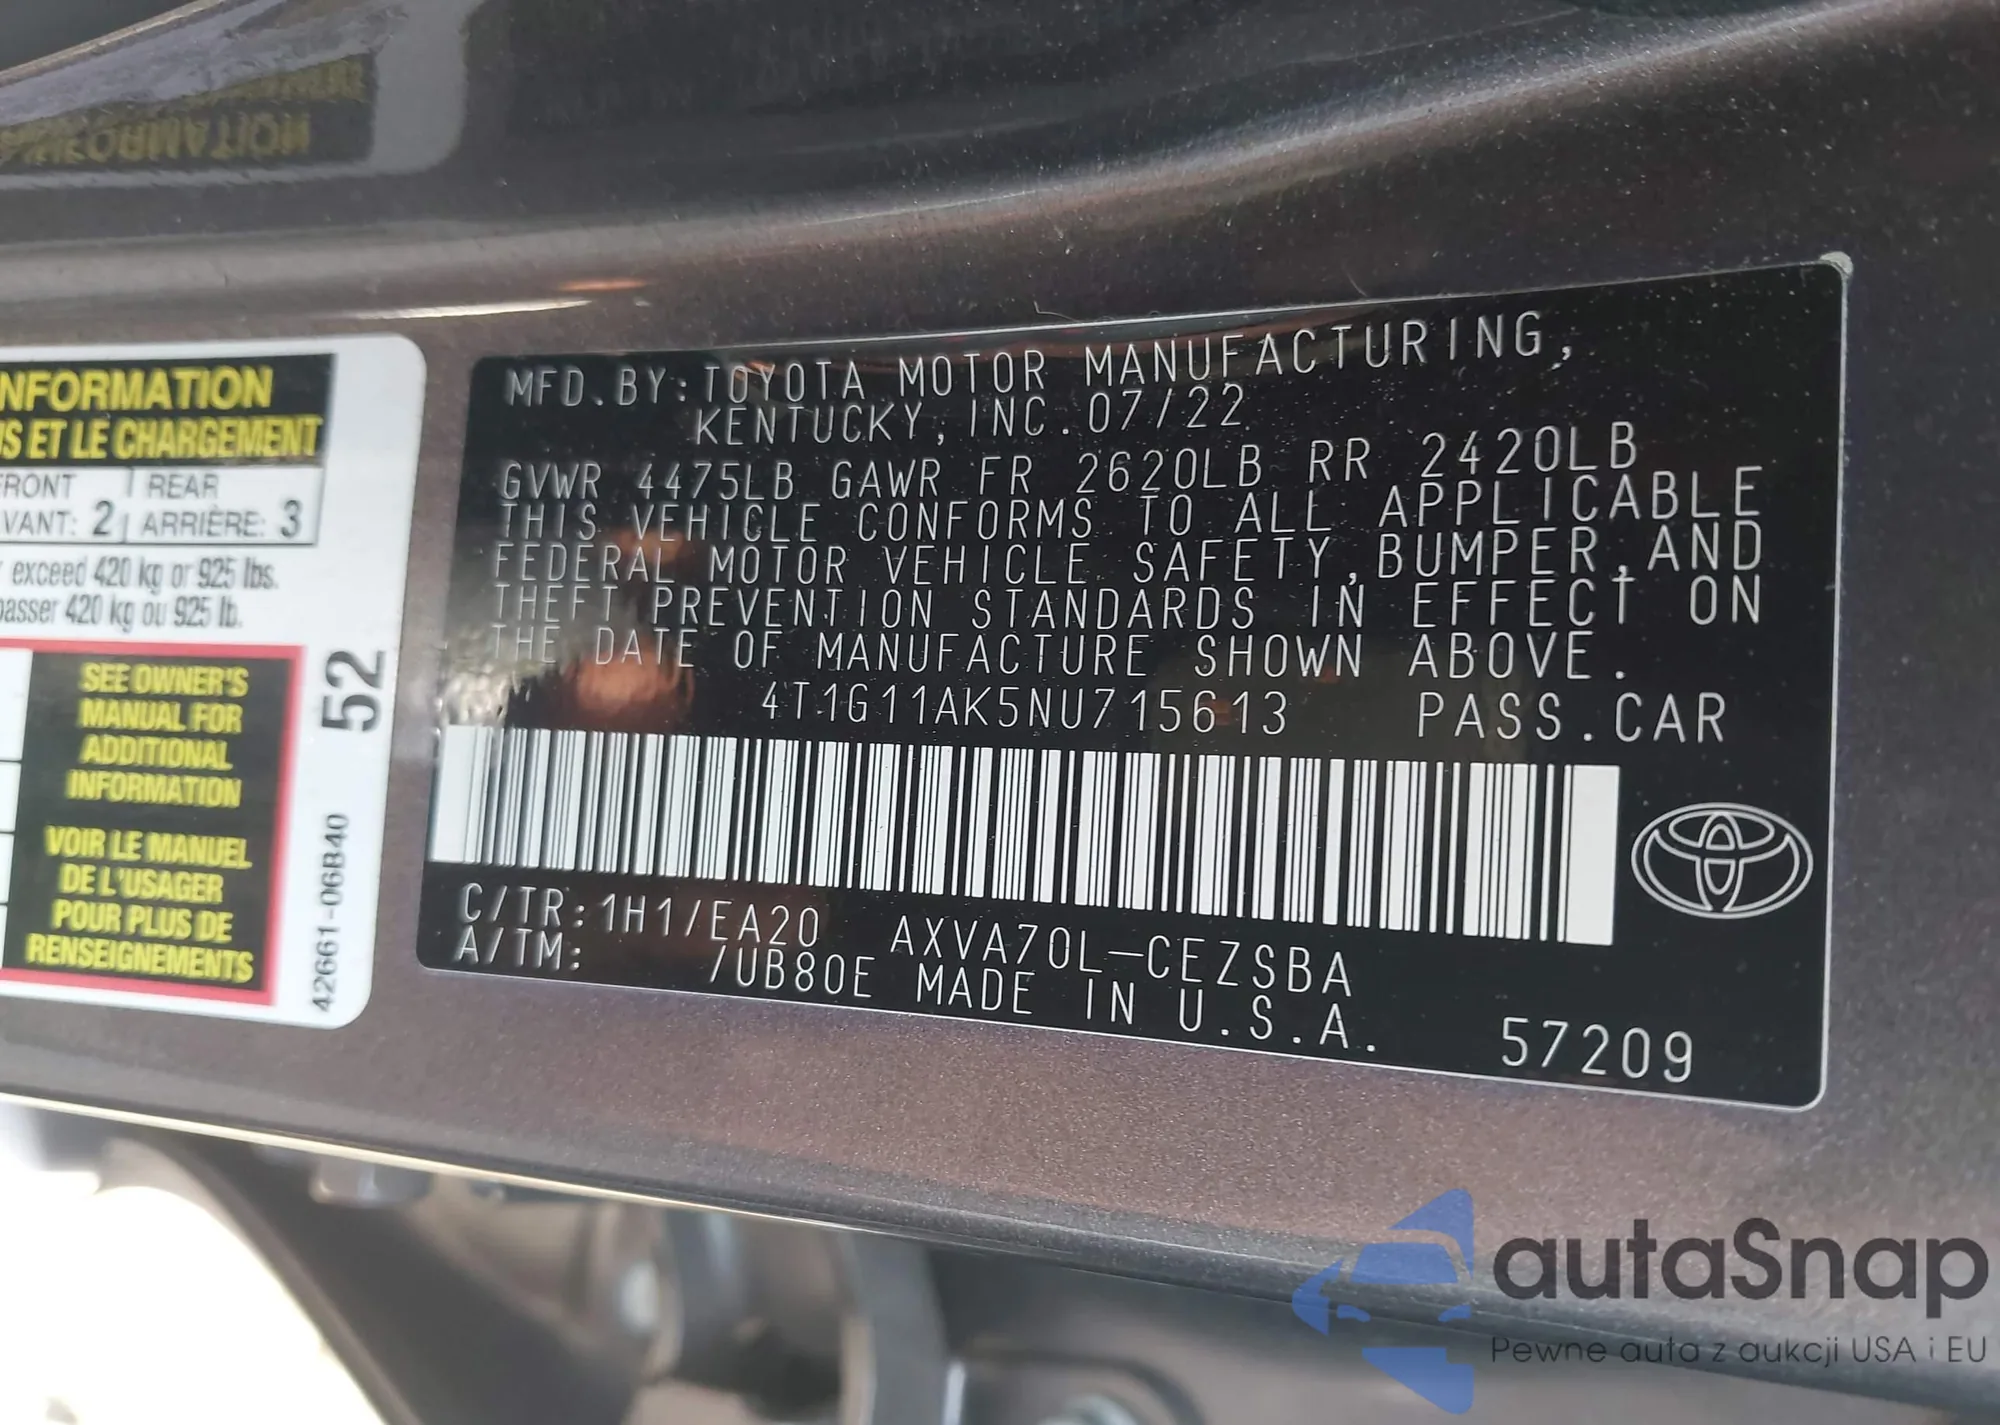 NFORMATION
US ET LE CHARGEMENT
FRONT REAR
VANT: 2 ARRIÈRE: 3
r exceed 420 kg or 925 lbs.
passer 420 kg ou 925 lb.
SEE OWNER'S
MANUAL FOR
ADDITIONAL
INFORMATION
VOIR LE MANUEL
DE L'USAGER
POUR PLUS DE
RENSEIGNEMENTS
52
42661-06B40
MFD.BY:TOYOTA MOTOR MANUFACTURING,
KENTUCKY, INC. 07/22
GVWR 4475LB GAWR FR 2620LB RR 2420LB
THIS VEHICLE CONFORMS TO ALL APPLICABLE
FEDERAL MOTOR VEHICLE SAFETY,BUMPER,AND
THEFT PREVENTION STANDARDS IN EFFECT ON
THE DATE OF MANUFACTURE SHOWN ABOVE.
4T1G11AK5NU715613 PASS.CAR
C/TR:1H1/EA20 AXVA70L-CEZSBA
A/TM: /UB80E MADE IN U.S.A.
57209
autaSnap
Pewne auta z aukcji USA i EU